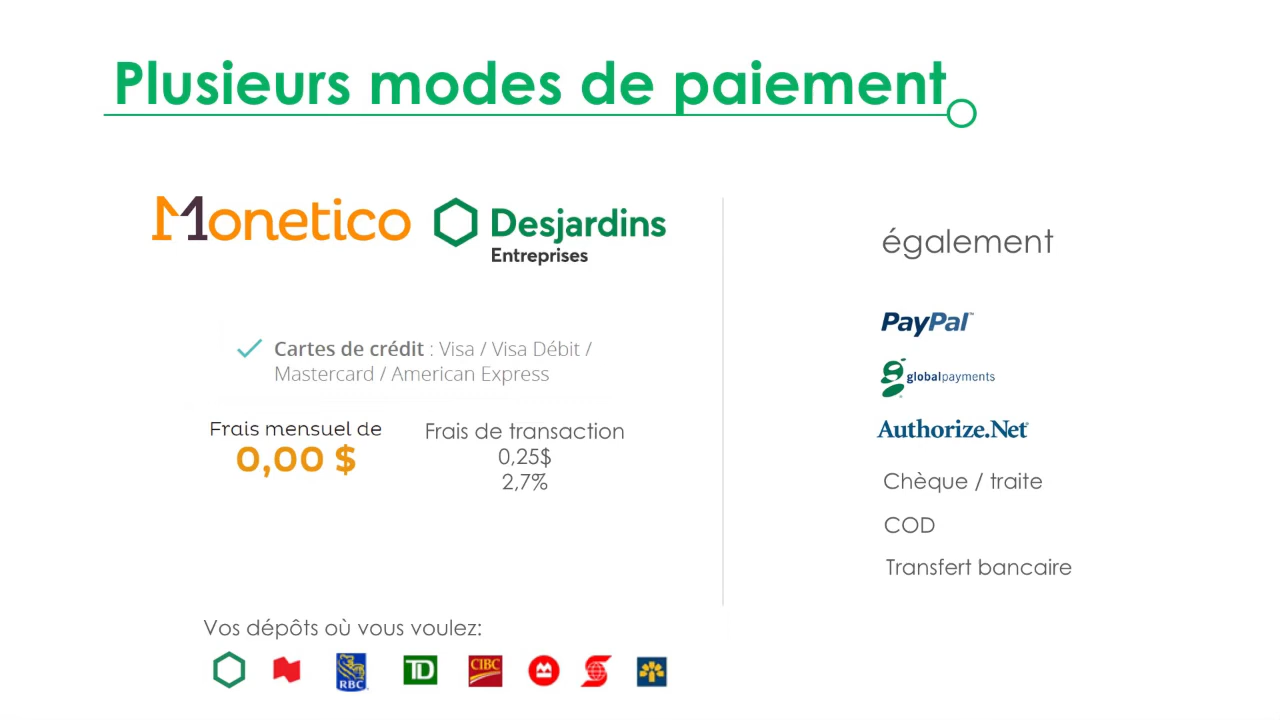 Plusieurs modes de paiement
Monetico
Desjardins
Entreprises
Cartes de crédit : Visa / Visa Débit /
Mastercard / American Express
Frais mensuel de
0,00 $
Frais de transaction
0,25$
2,7%
également
PayPal™
globalpayments
Authorize.Net
Chèque / traite
COD
Transfert bancaire
Vos dépôts où vous voulez:
RBC
TD
CIBC